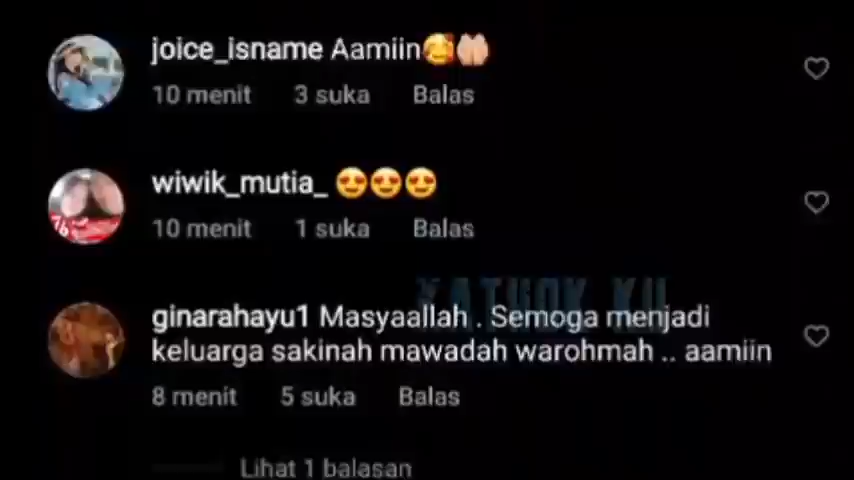 joice_isname Aamiin🥰🤲🏻
10 menit 3 suka Balas
wiwik_mutia_ 😍😍😍
10 menit 1 suka Balas
ginarahayu1 Masyaallah . Semoga menjadi
keluarga sakinah mawadah warohmah .. aamiin
8 menit 5 suka Balas
Lihat 1 balasan